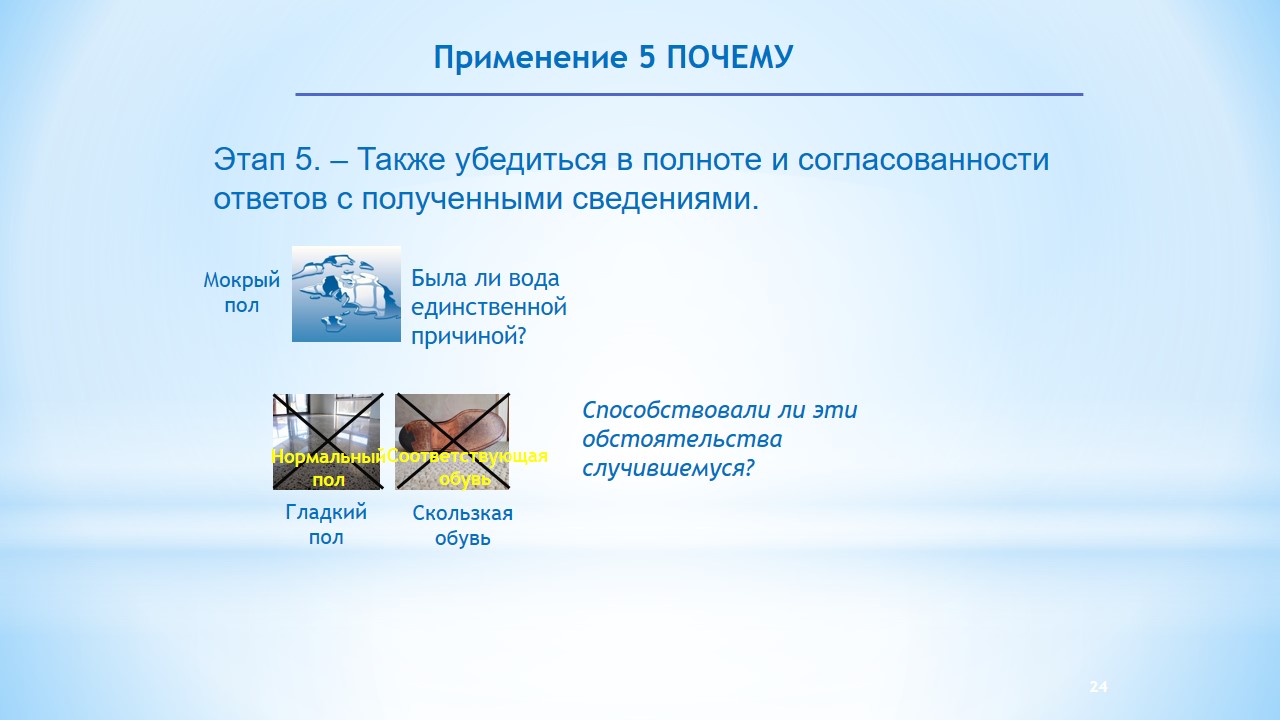 Применение 5 ПОЧЕМУ
Этап 5. – Также убедиться в полноте и согласованности
ответов с полученными сведениями.
Мокрый
пол
Была ли вода
единственной
причиной?
Нормальный
пол
Соответствующая
обувь
Гладкий
пол
Скользкая
обувь
Способствовали ли эти
обстоятельства
случившемуся?
24